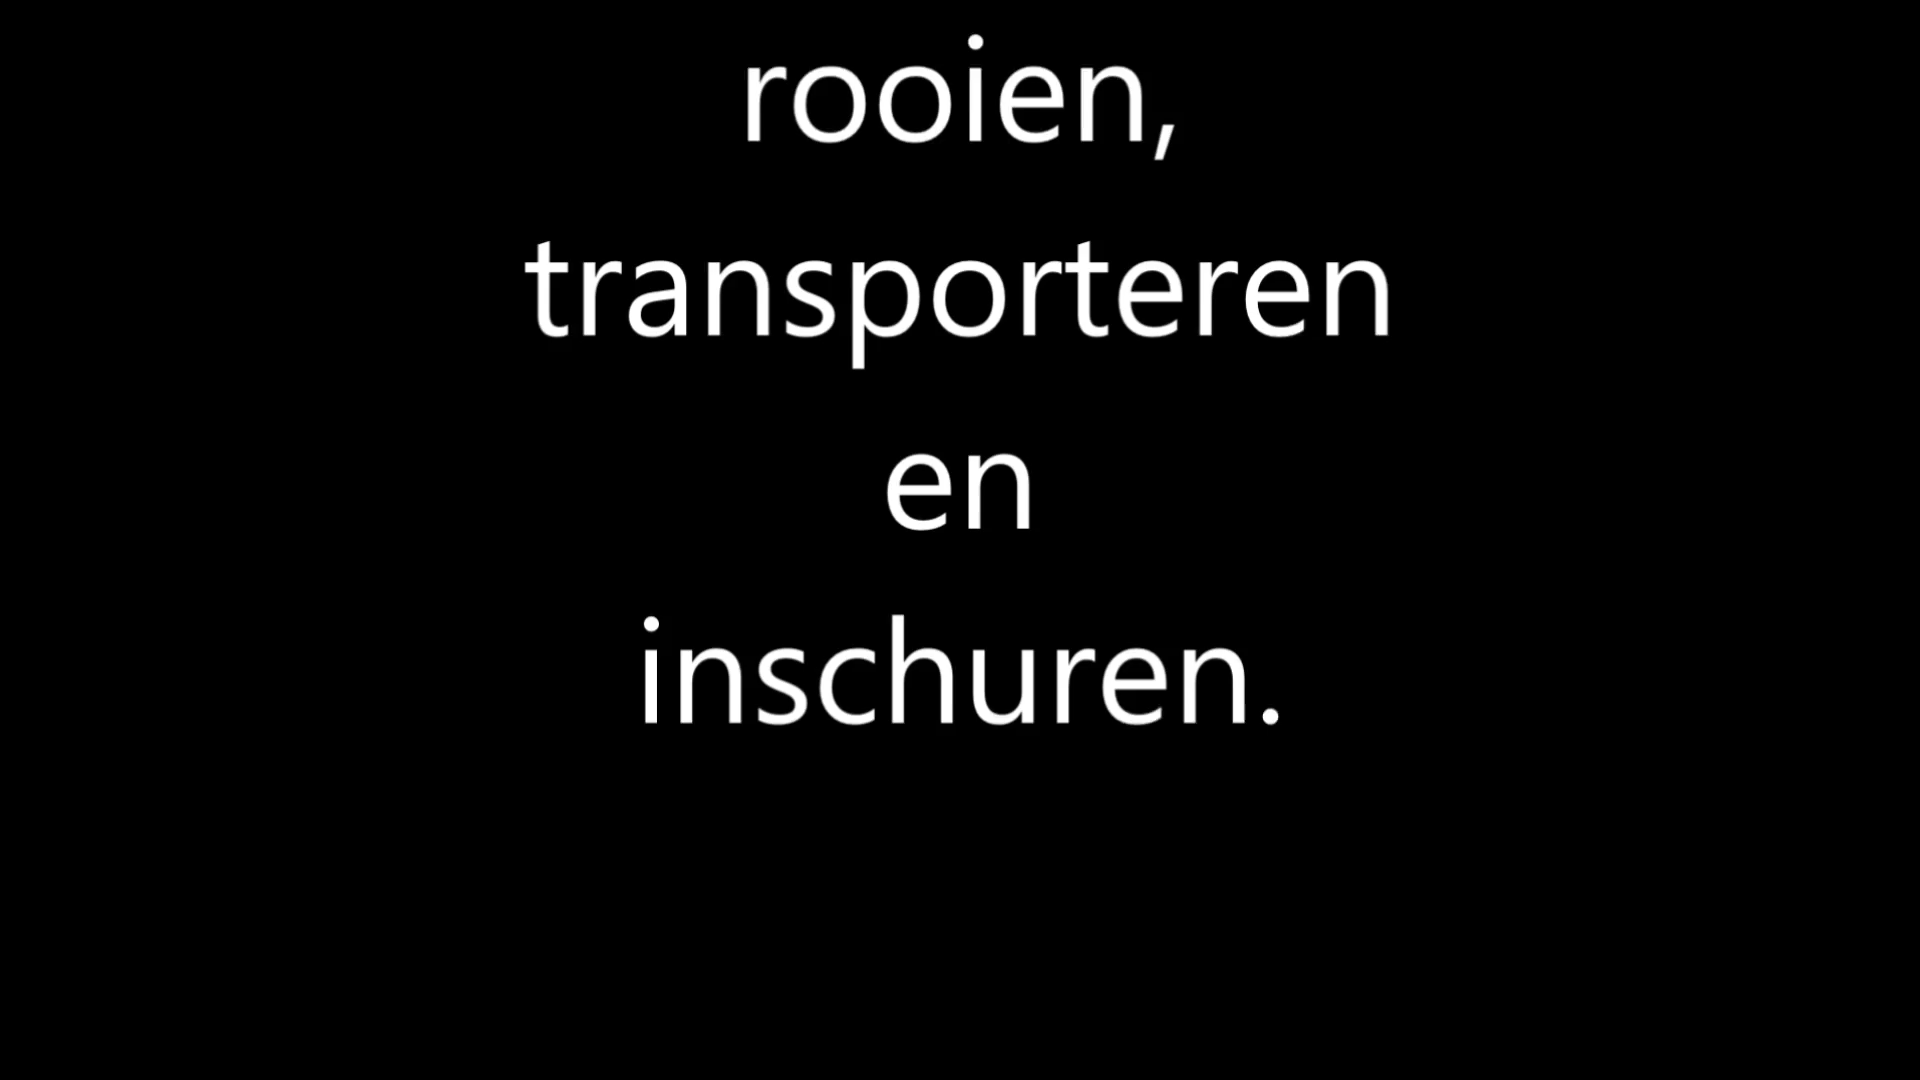 rooien,
transporteren
en
inschuren.